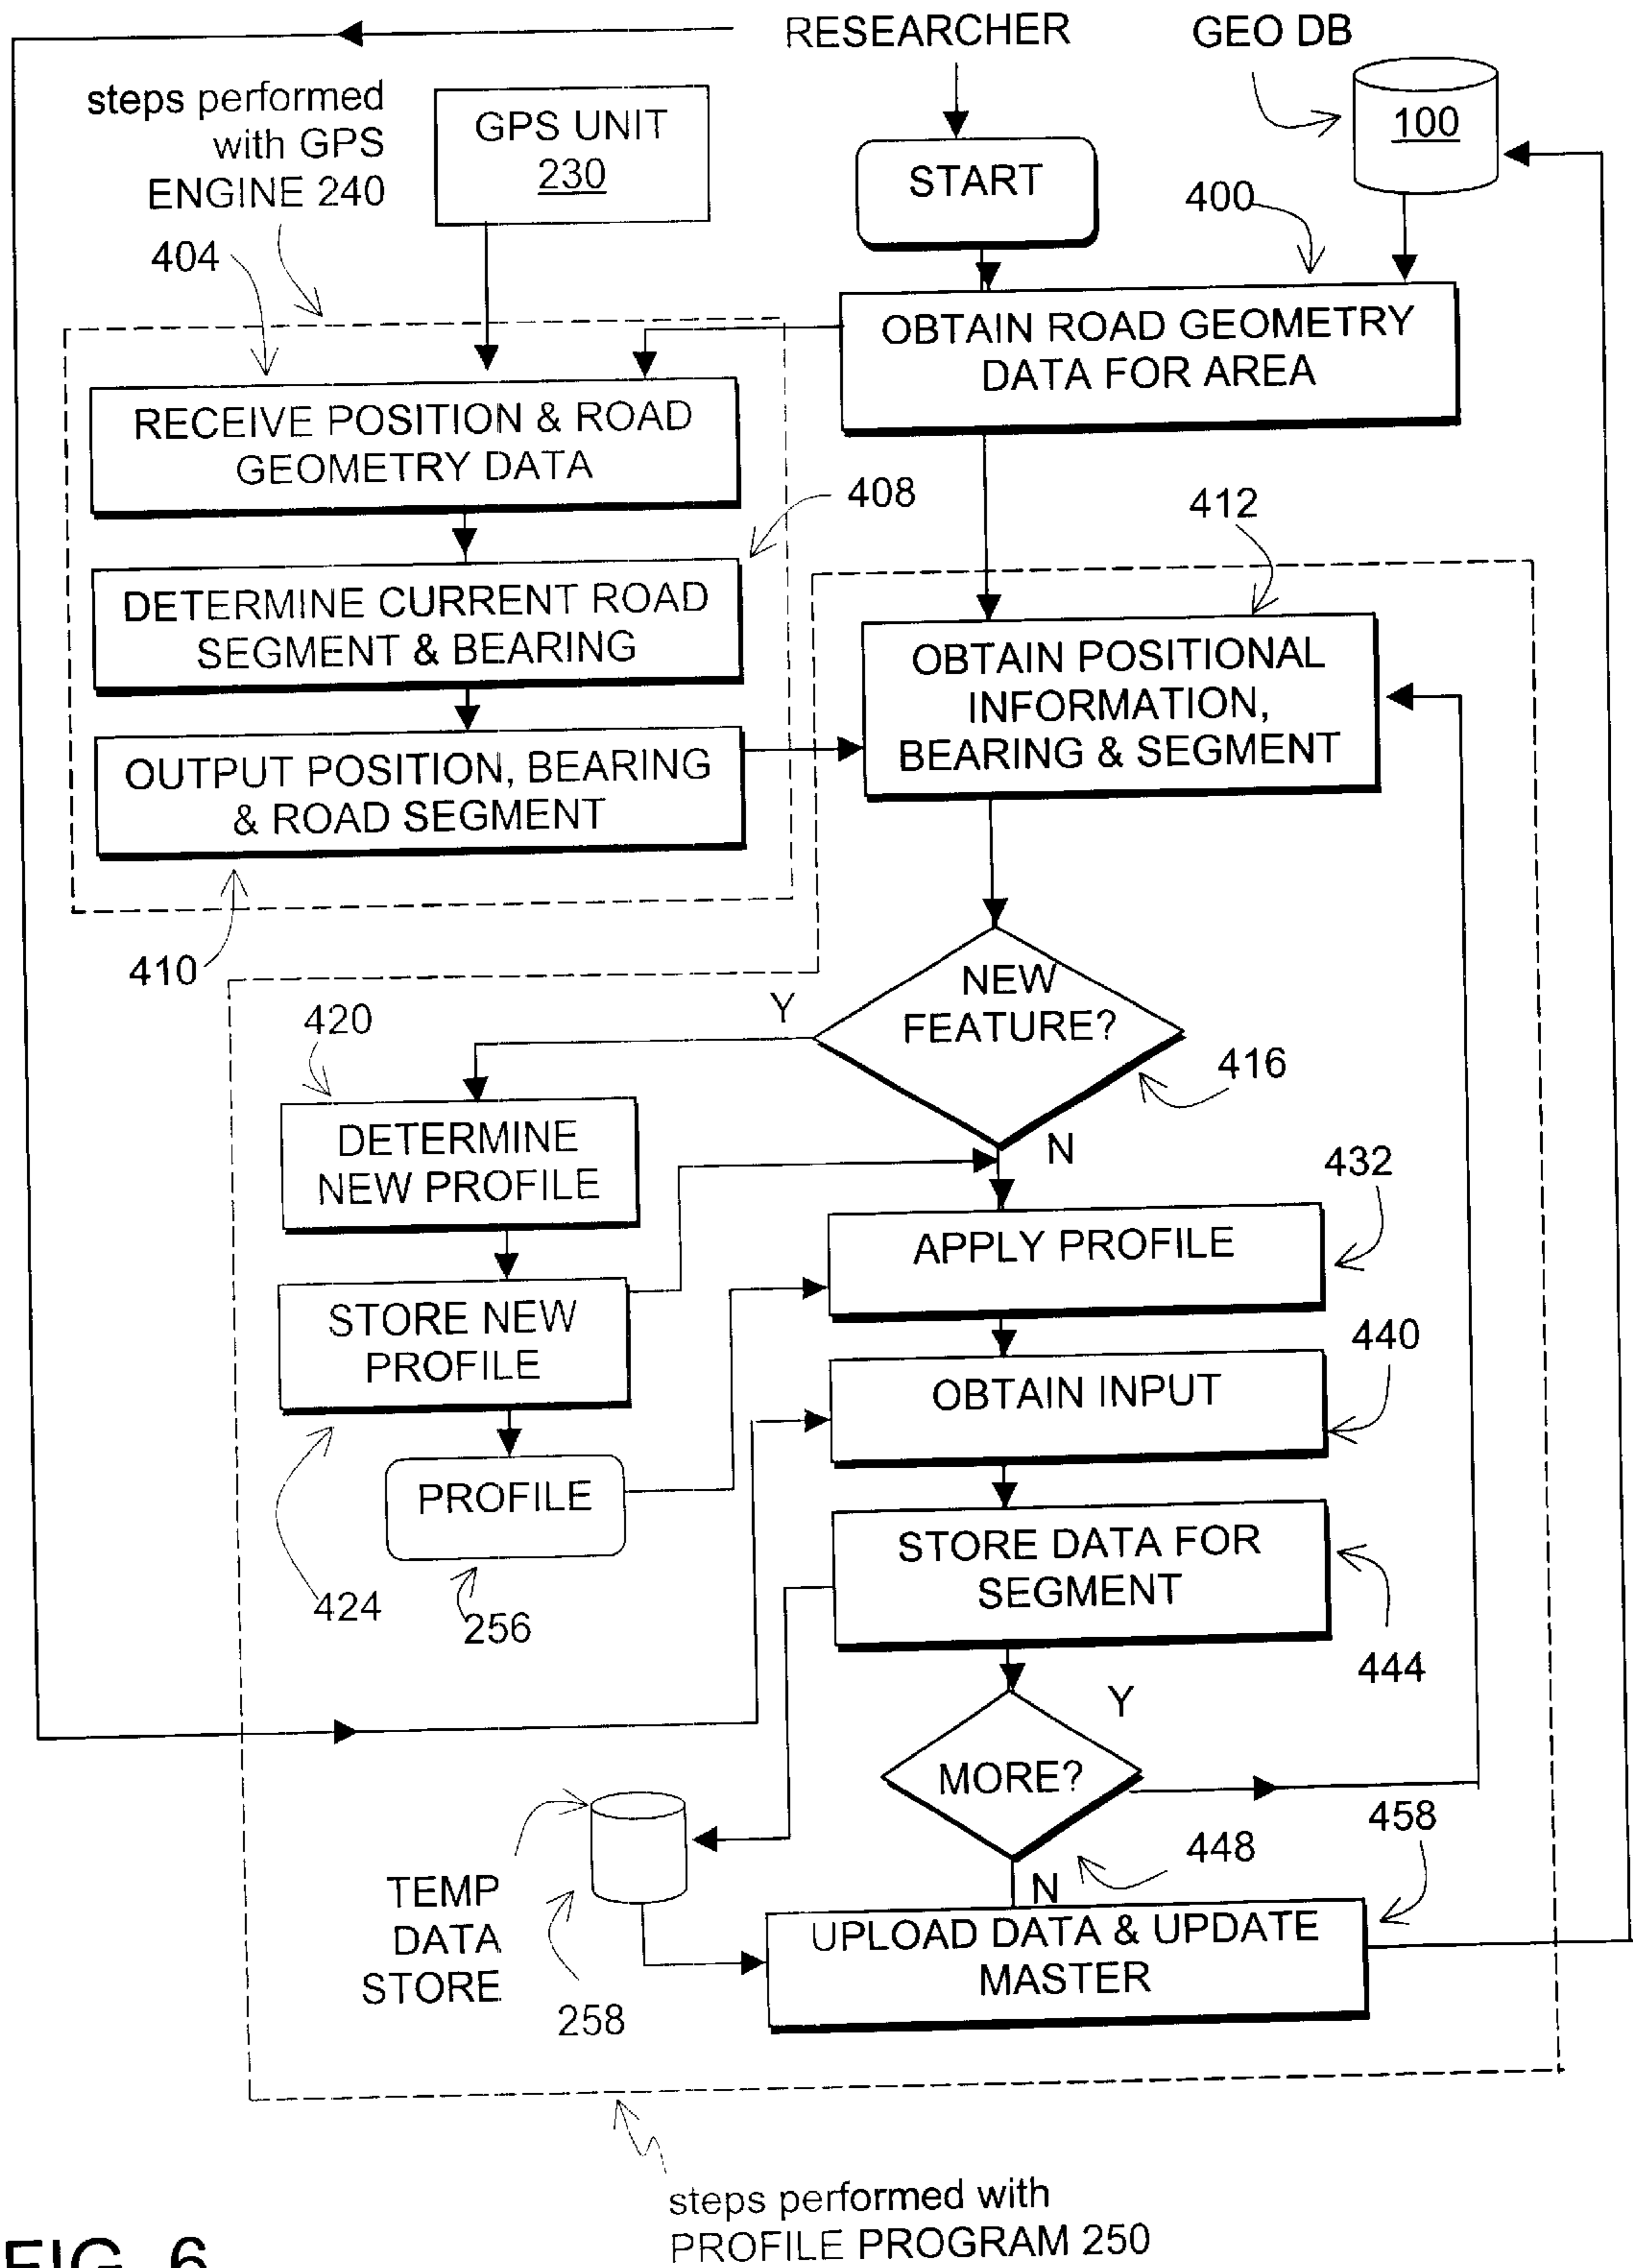 RESEARCHER
GEO DB
steps performed
with GPS
ENGINE 240
GPS UNIT
230
100
START
400
404
OBTAIN ROAD GEOMETRY
DATA FOR AREA
RECEIVE POSITION & ROAD
GEOMETRY DATA
408
412
DETERMINE CURRENT ROAD
SEGMENT & BEARING
OBTAIN POSITIONAL
INFORMATION,
BEARING & SEGMENT
OUTPUT POSITION, BEARING
& ROAD SEGMENT
410
NEW
FEATURE?
Y
420
416
DETERMINE
NEW PROFILE
N
432
APPLY PROFILE
STORE NEW
PROFILE
440
OBTAIN INPUT
PROFILE
STORE DATA FOR
SEGMENT
424
256
444
Y
MORE?
458
448
N
TEMP
DATA
STORE
258
UPLOAD DATA & UPDATE
MASTER
steps performed with
PROFILE PROGRAM 250
FIG. 6